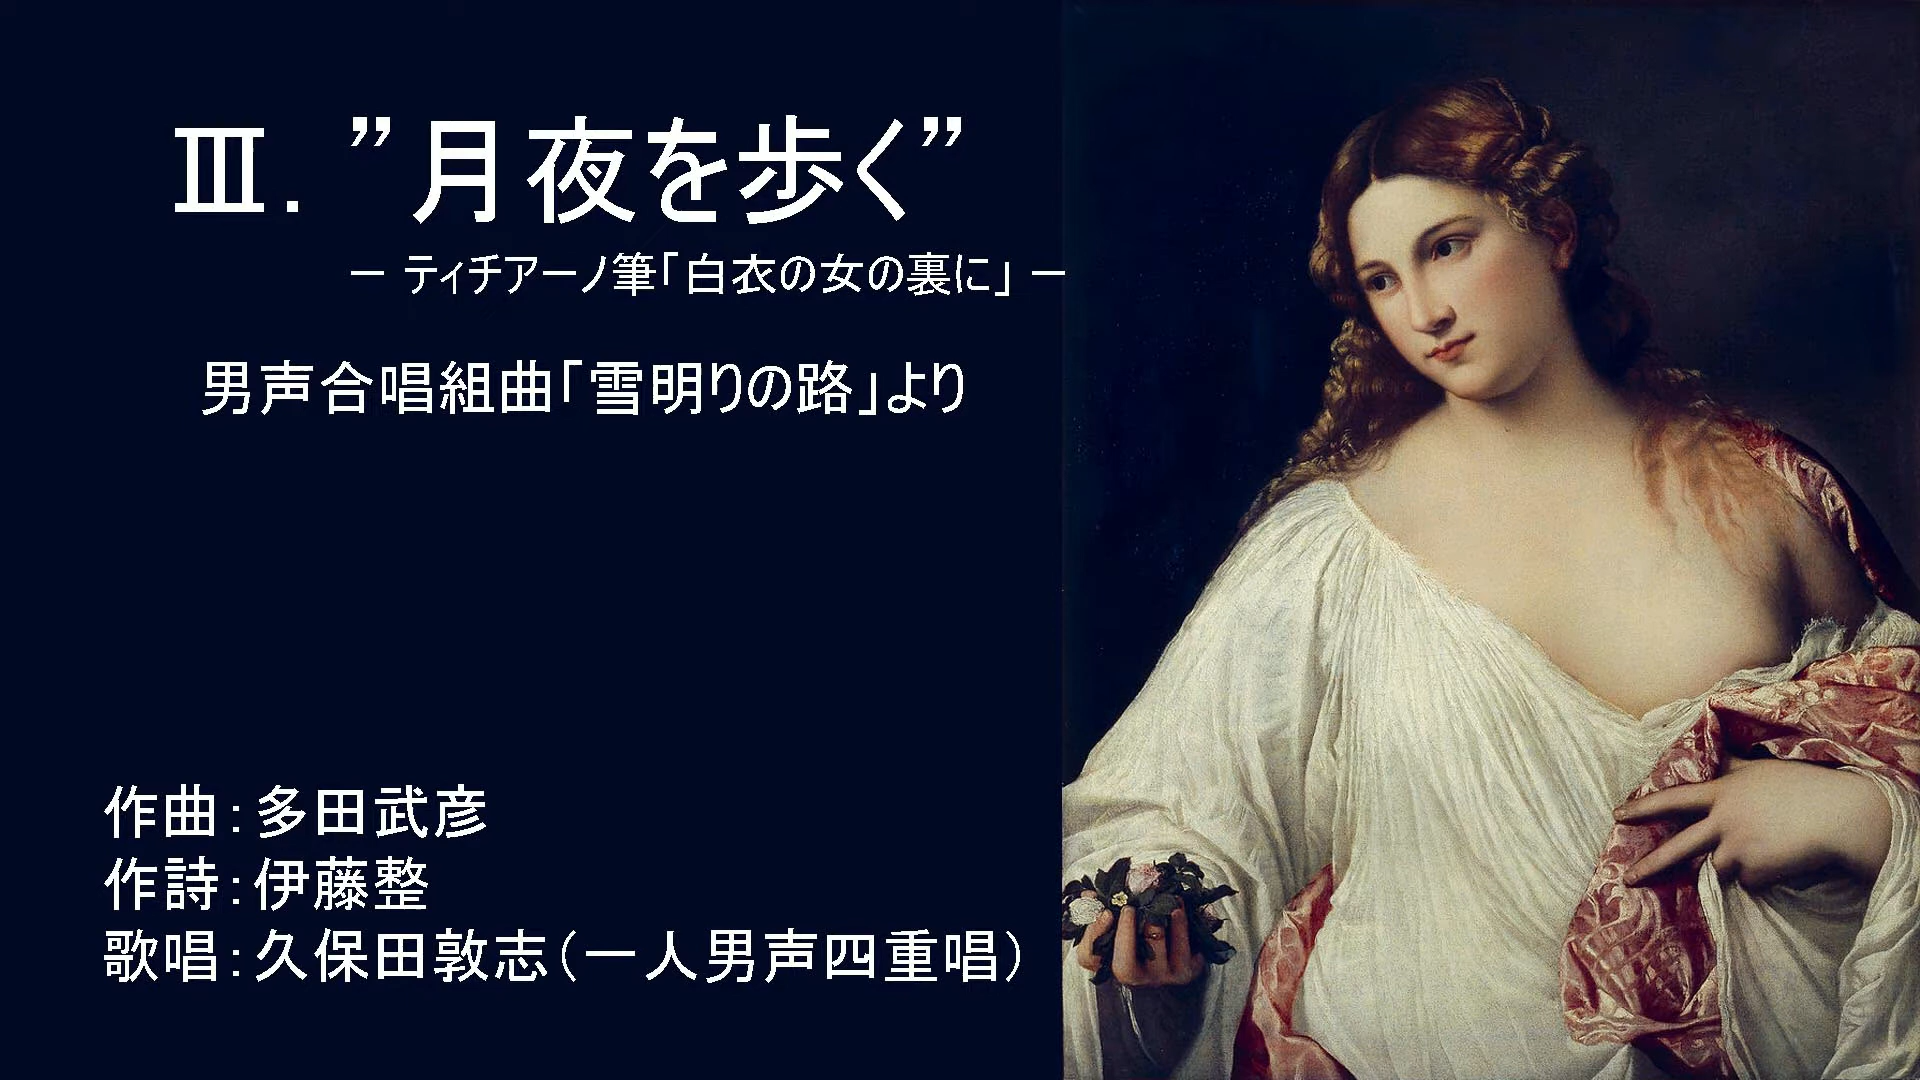 Ⅲ．”月夜を歩く”
－ ティチアーノ筆「白衣の女の裏に」－
男声合唱組曲「雪明りの路」より
作曲：多田武彦
作詩：伊藤整
歌唱：久保田敦志（一人男声四重唱）